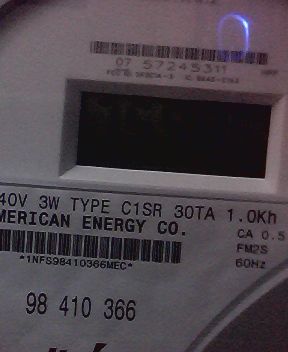 07 57245311
40V 3W TYPE C1SR 30TA 1.0Kh
MERICAN ENERGY CO.
CA 0.5
FM2S
60Hz
*1NFS98410366MEC*
98 410 366